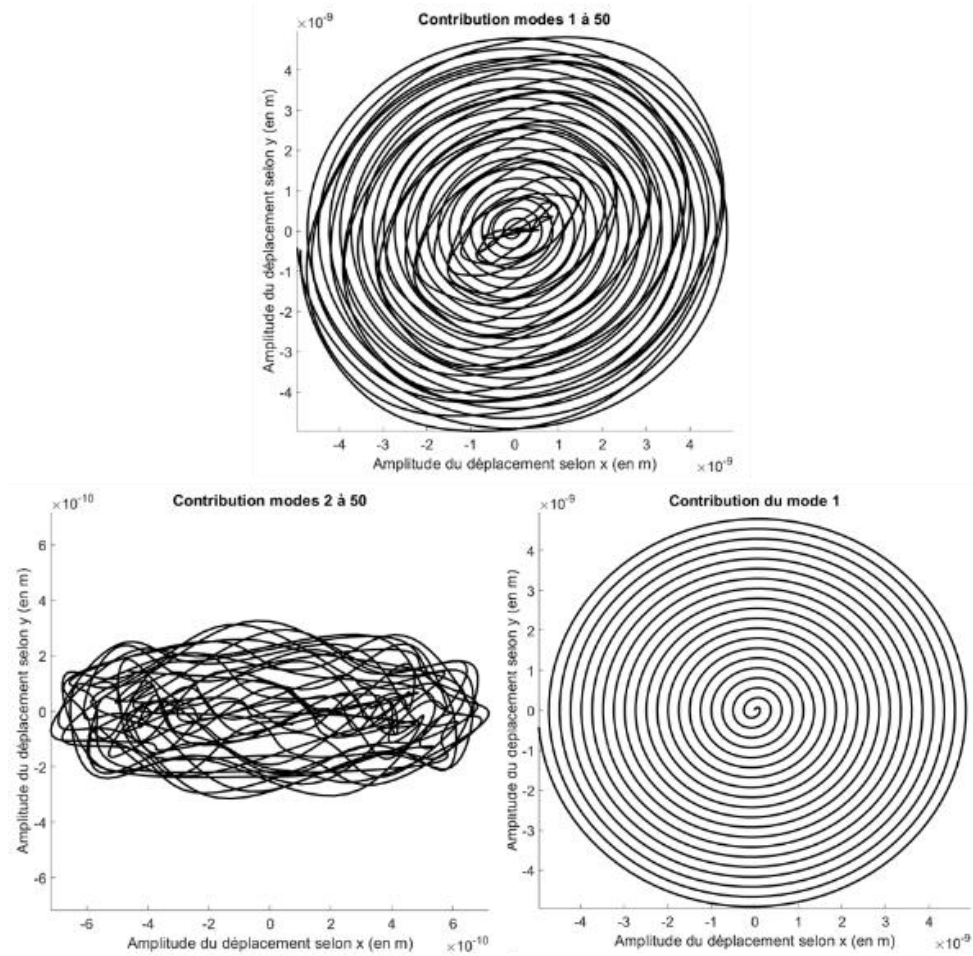 Contribution modes 1 à 50
×10⁻⁹
Amplitude du déplacement selon y (en m)
4
3
2
1
0
-1
-2
-3
-4
-4 -3 -2 -1 0 1 2 3 4
Amplitude du déplacement selon x (en m) ×10⁻⁹
Contribution modes 2 à 50
×10⁻¹⁰
Amplitude du déplacement selon y (en m)
6
4
2
0
-2
-4
-6
-6 -4 -2 0 2 4 6
Amplitude du déplacement selon x (en m) ×10⁻¹⁰
Contribution du mode 1
×10⁻⁹
Amplitude du déplacement selon y (en m)
4
3
2
1
0
-1
-2
-3
-4
-4 -3 -2 -1 0 1 2 3 4
Amplitude du déplacement selon x (en m) ×10⁻⁹